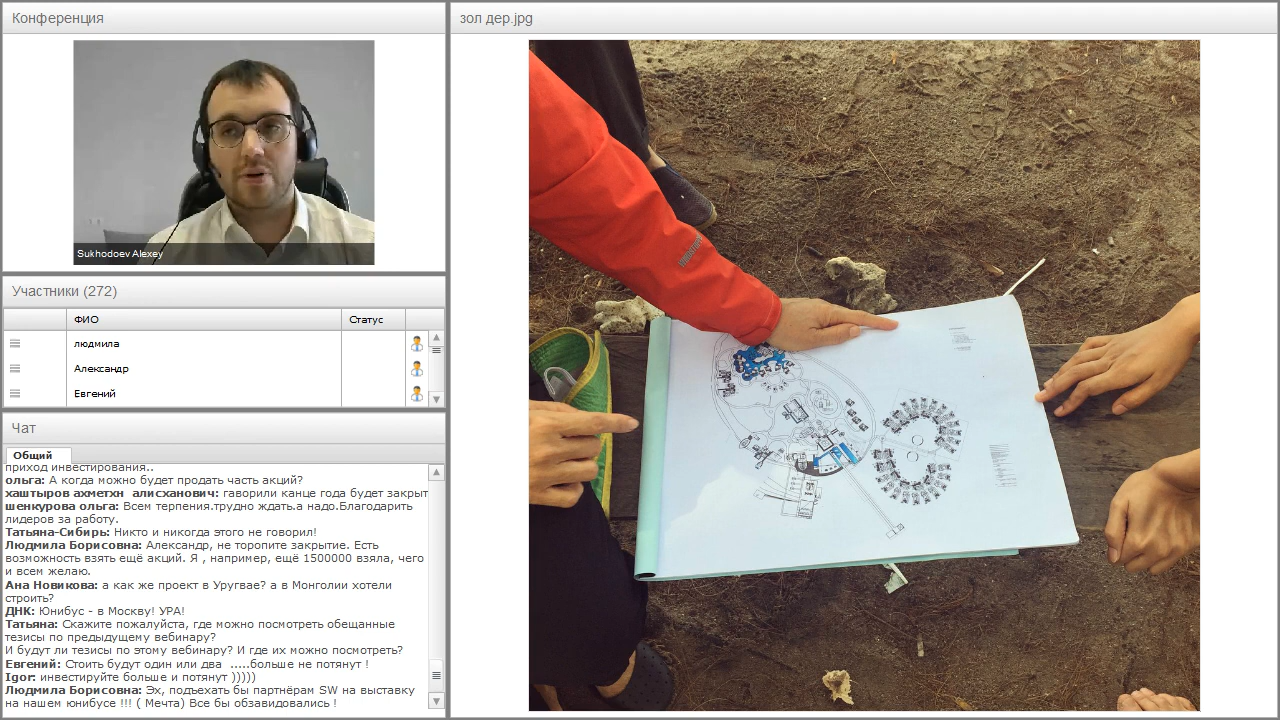 Конференция
Sukhodoev Alexey
Участники (272)
ФИО
Статус
людмила
Александр
Евгений
Чат
Общий
приход инвестирования..
ольга: А когда можно будет продать часть акций?
хаштыров
алисханович: говорили конце года будет закрыт
шенкурова ольга: Всем терпения.трудно ждать.а надо.Благодарить
лидеров за работу.
Татьяна-Сибирь: Никто и никогда этого не говорил!
Людмила Борисовна: Александр, не торопите закрытие. Есть
возможность взять ещё акций. Я , например, ещё 1500000 взяла, чего
и всем желаю.
Ана Новикова: а как же проект в Уругвае? а в Монголии хотели
строить?
ДНК: Юнибус - в Москву! УРА!
Татьяна: Скажите пожалуйста, где можно посмотреть обещанные
тезисы по предыдущему вебинару?
И будут ли тезисы по этому вебинару? И где их можно посмотреть?
Евгений: Стоить будут один или два .....больше не потянут !
Igor: инвестируйте больше и потянут )))))
Людмила Борисовна: Эх, подъехать бы партнёрам SW на выставку
на нашем юнибусе !!! ( Мечта) Все бы обзавидовались !
зол дер.jpg